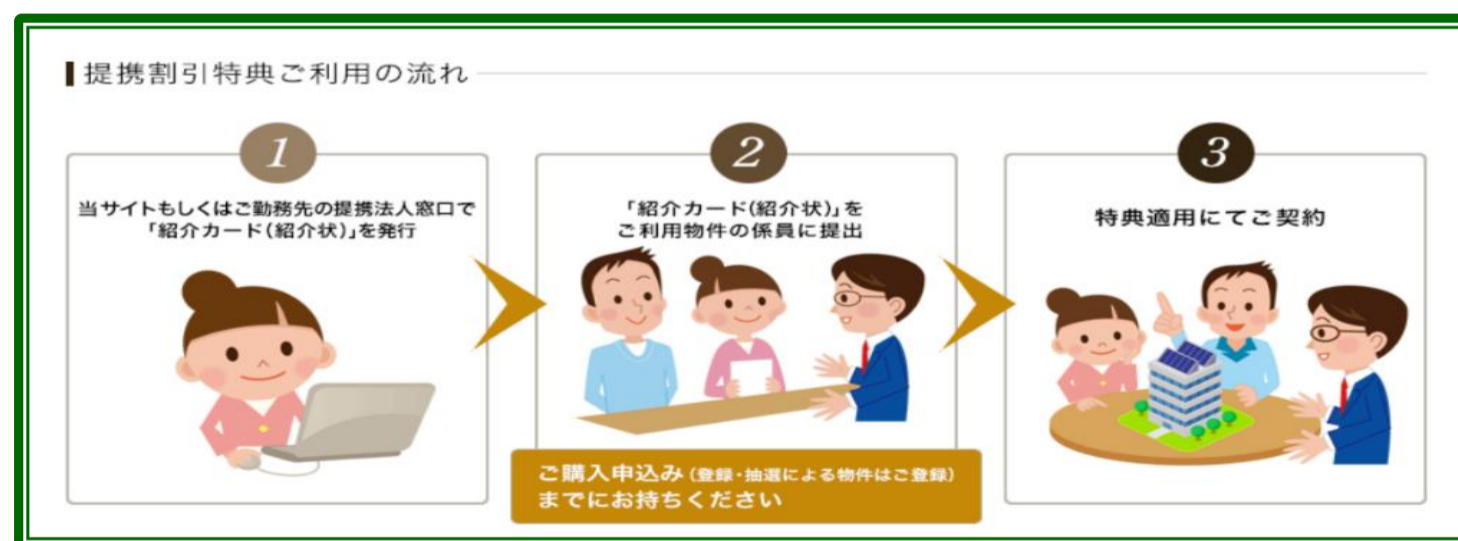 提携割引特典ご利用の流れ
1
当サイトもしくはご勤務先の提携法人窓口で
「紹介カード(紹介状)」を発行
2
「紹介カード(紹介状)」を
ご利用物件の係員に提出
ご購入申込み(登録・抽選による物件はご登録)
までにお持ちください
3
特典適用にてご契約